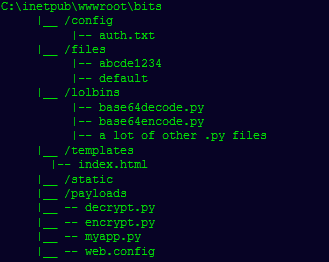 C:\inetpub\wwwroot\bits
|__ /config
|-- auth.txt
|__ /files
|-- abcde1234
|-- default
|__ /lolbins
|-- base64decode.py
|-- base64encode.py
|-- a lot of other .py files
|__ /templates
|-- index.html
|__ /static
|__ /payloads
|__ -- decrypt.py
|__ -- encrypt.py
|__ -- myapp.py
|__ -- web.config